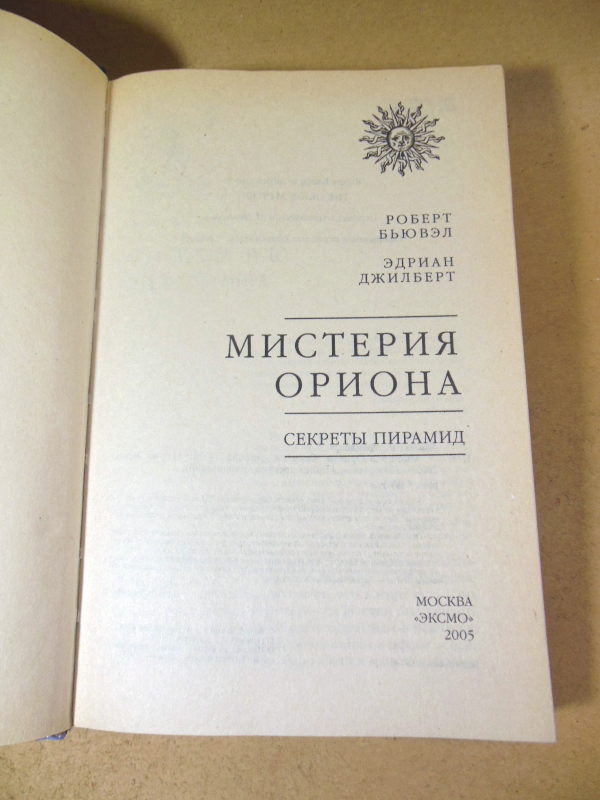 РОБЕРТ
БЬЮВЭЛ
ЭДРИАН
ДЖИЛБЕРТ
МИСТЕРИЯ
ОРИОНА
СЕКРЕТЫ ПИРАМИД
МОСКВА
«ЭКСМО»
2005